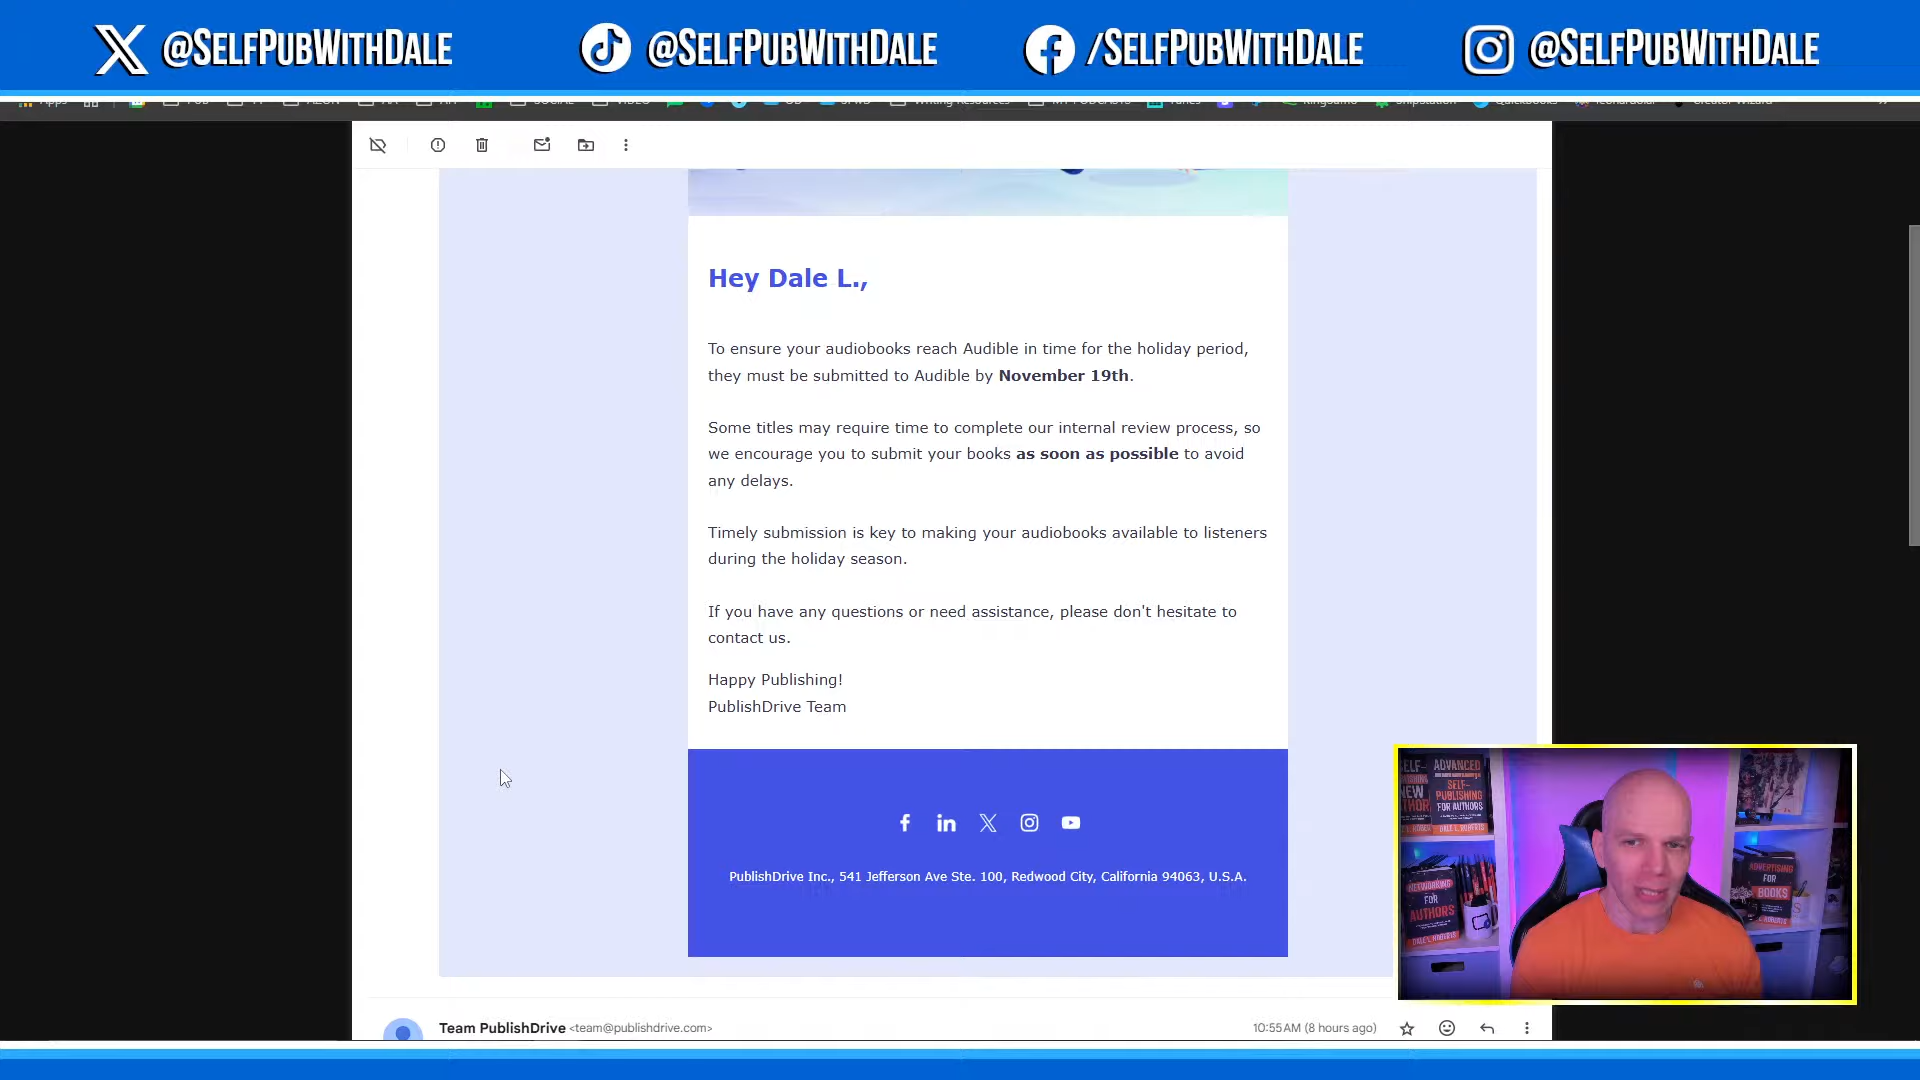 @SELFPUBWITHDALE @SELFPUBWITHDALE /SELFPUBWITHDALE @SELFPUBWITHDALE
Hey Dale L.,
To ensure your audiobooks reach Audible in time for the holiday period,
they must be submitted to Audible by November 19th.
Some titles may require time to complete our internal review process, so
we encourage you to submit your books as soon as possible to avoid
any delays.
Timely submission is key to making your audiobooks available to listeners
during the holiday season.
If you have any questions or need assistance, please don't hesitate to
contact us.
Happy Publishing!
PublishDrive Team
PublishDrive Inc., 541 Jefferson Ave Ste. 100, Redwood City, California 94063, U.S.A.
Team PublishDrive <team@publishdrive.com> 10:55 AM (8 hours ago)
ADVANCED
SELF-
PUBLISHING
FOR AUTHORS
NETWORKING
FOR
AUTHORS
ADVERTISING
FOR
BOOKS